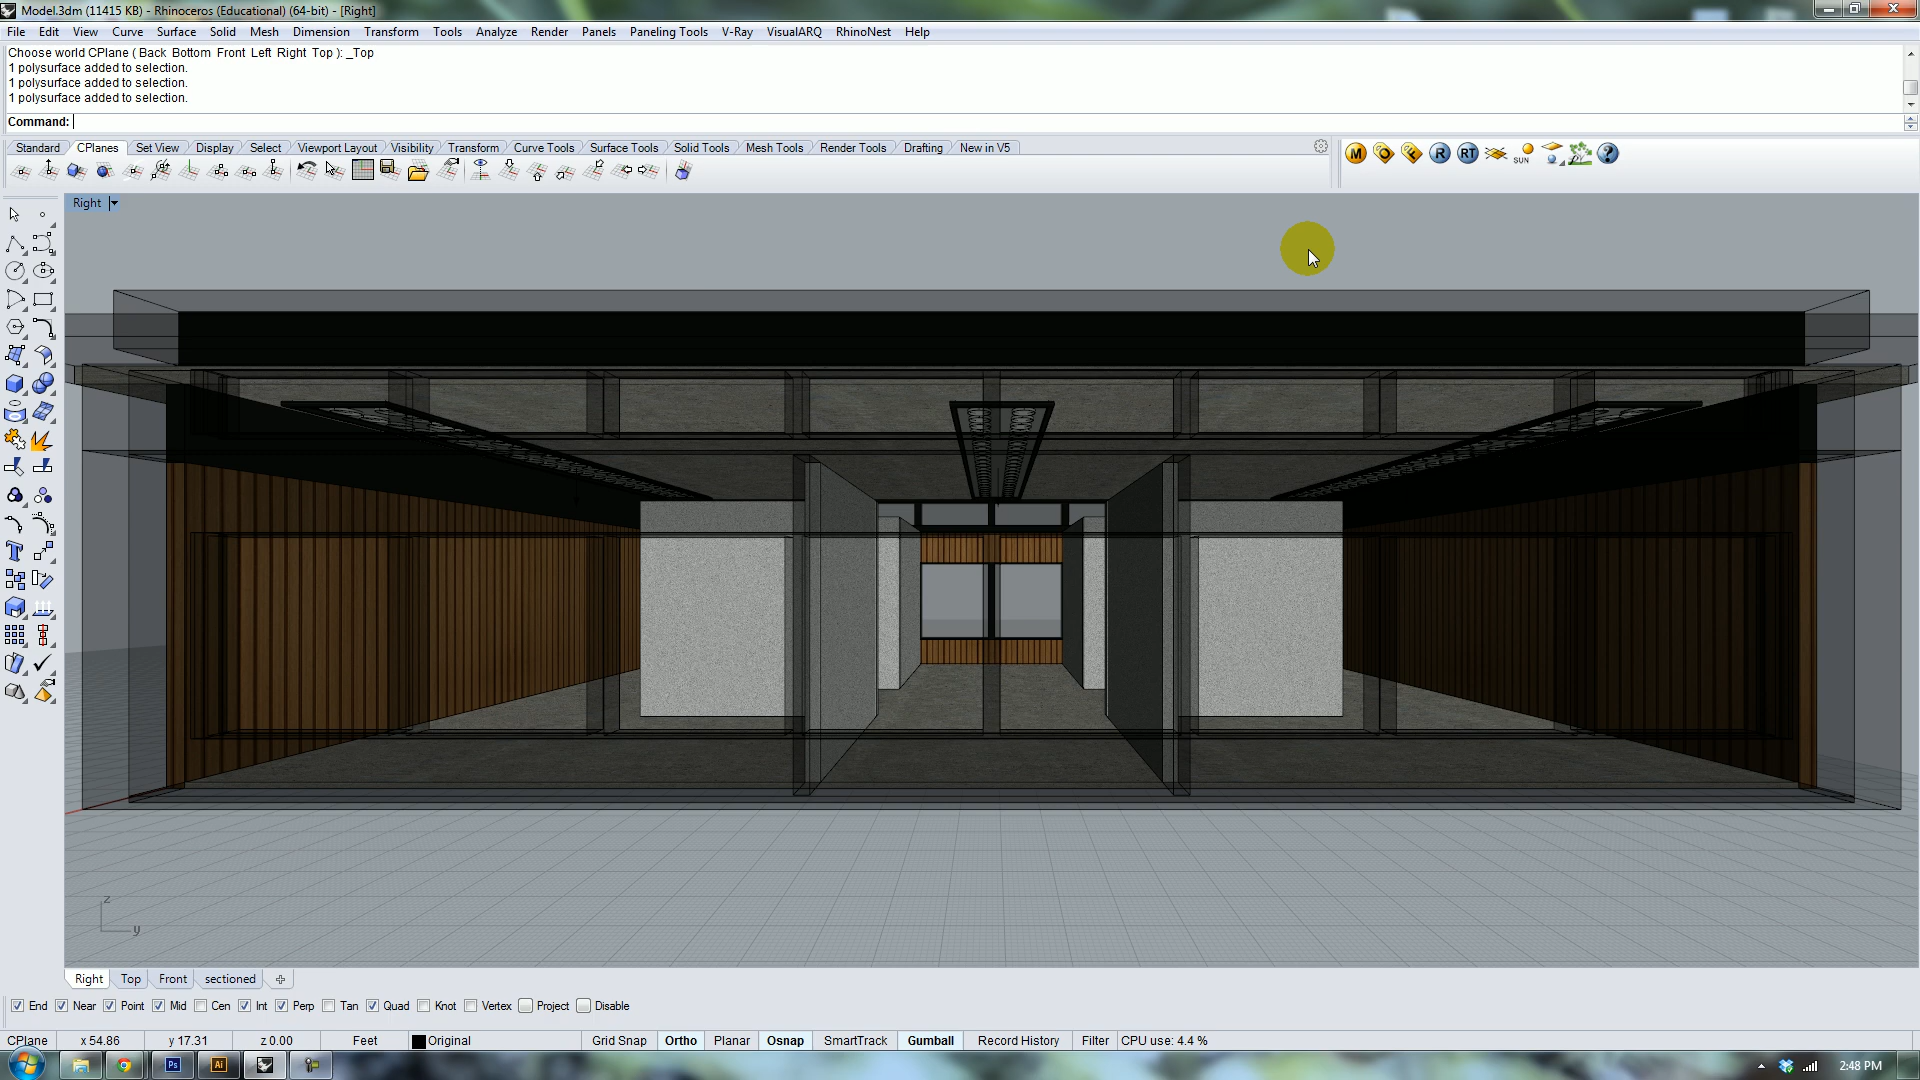 Model.3dm (11415 KB) - Rhinoceros (Educational) (64-bit) - [Right]
File Edit View Curve Surface Solid Mesh Dimension Transform Tools Analyze Render Panels Paneling Tools V-Ray VisualARQ RhinoNest Help
Choose world CPlane ( Back Bottom Front Left Right Top ): _Top
1 polysurface added to selection.
1 polysurface added to selection.
1 polysurface added to selection.
Command:
Standard CPlanes Set View Display Select Viewport Layout Visibility Transform Curve Tools Surface Tools Solid Tools Mesh Tools Render Tools Drafting New in V5
M O F R RT SUN ?
Right
z
y
Right Top Front sectioned
End Near Point Mid Cen Int Perp Tan Quad Knot Vertex Project Disable
CPlane x 54.86 y 17.31 z 0.00 Feet Original Grid Snap Ortho Planar Osnap SmartTrack Gumball Record History Filter CPU use: 4.4 %
Ps Ai 2:48 PM